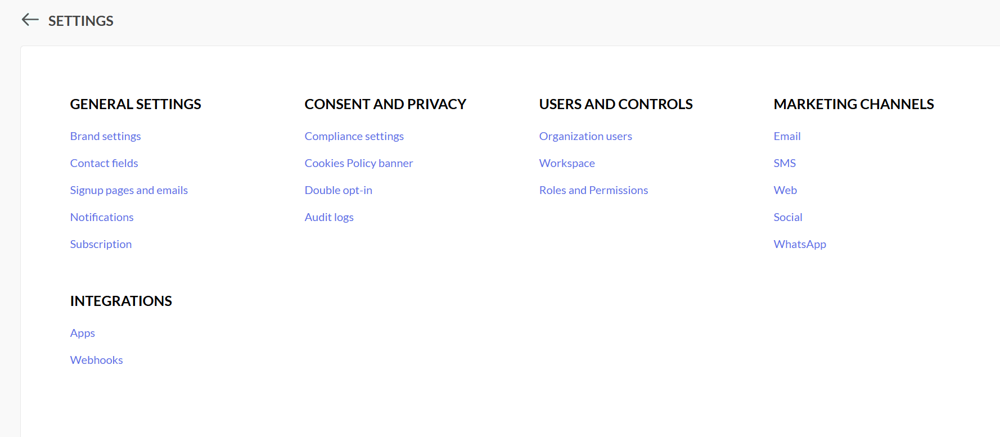 SETTINGS
GENERAL SETTINGS
Brand settings
Contact fields
Signup pages and emails
Notifications
Subscription
CONSENT AND PRIVACY
Compliance settings
Cookies Policy banner
Double opt-in
Audit logs
USERS AND CONTROLS
Organization users
Workspace
Roles and Permissions
MARKETING CHANNELS
Email
SMS
Web
Social
WhatsApp
INTEGRATIONS
Apps
Webhooks